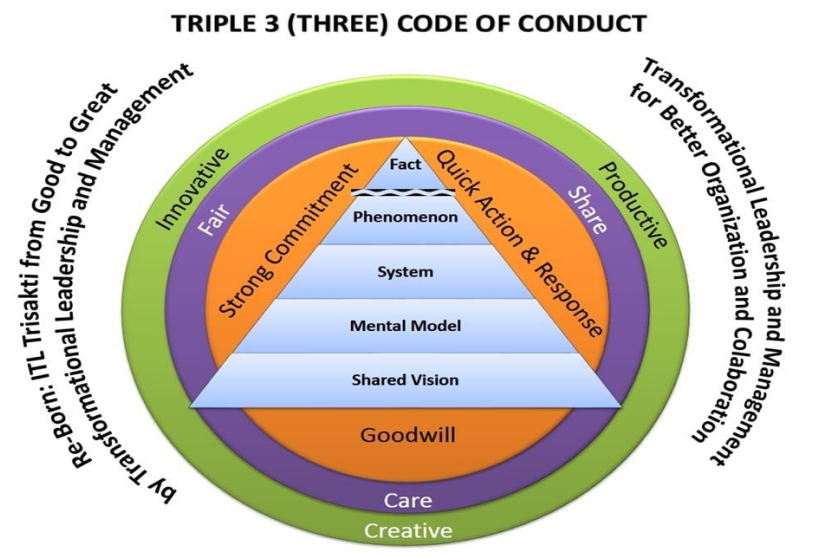 TRIPLE 3 (THREE) CODE OF CONDUCT
Re-Born: ITL Trisakti from Good to Great
by Transformational Leadership and Management
Transformational Leadership and Management
for Better Organization and Colaboration
Innovative
Productive
Fair
Share
Strong Commitment
Quick Action & Response
Fact
Phenomenon
System
Mental Model
Shared Vision
Goodwill
Care
Creative